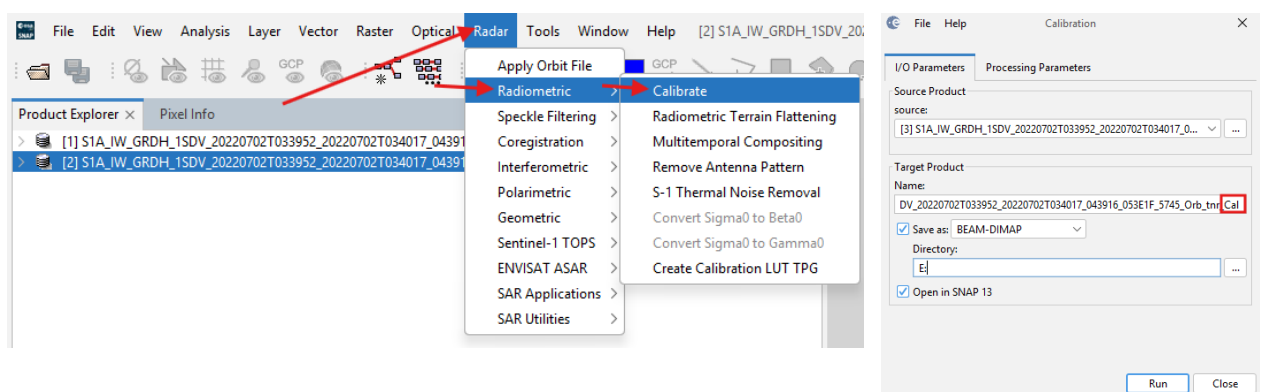 esa
SNAP
File Edit View Analysis Layer Vector Raster Optical Radar Tools Window Help [2] S1A_IW_GRDH_1SDV_202
GCP GCP
Product Explorer × Pixel Info
[1] S1A_IW_GRDH_1SDV_20220702T033952_20220702T034017_04391
[2] S1A_IW_GRDH_1SDV_20220702T033952_20220702T034017_04391
Apply Orbit File
Radiometric >
Speckle Filtering >
Coregistration >
Interferometric >
Polarimetric >
Geometric >
Sentinel-1 TOPS >
ENVISAT ASAR >
SAR Applications >
SAR Utilities >
Calibrate
Radiometric Terrain Flattening
Multitemporal Compositing
Remove Antenna Pattern
S-1 Thermal Noise Removal
Convert Sigma0 to Beta0
Convert Sigma0 to Gamma0
Create Calibration LUT TPG
File Help Calibration ×
I/O Parameters Processing Parameters
Source Product
source:
[3] S1A_IW_GRDH_1SDV_20220702T033952_20220702T034017_0... ...
Target Product
Name:
DV_20220702T033952_20220702T034017_043916_053E1F_5745_Orb_tnr_Cal
Save as: BEAM-DIMAP
Directory:
E: ...
Open in SNAP 13
Run Close